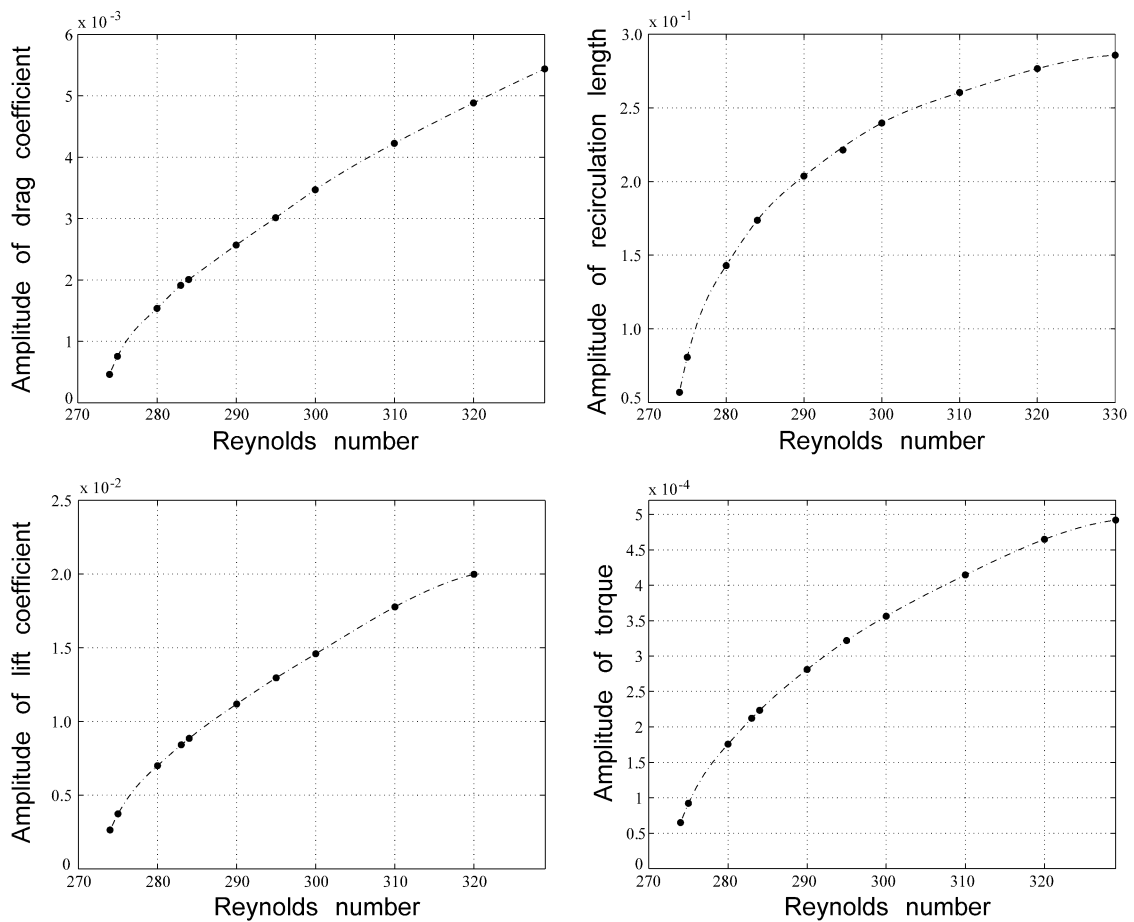 x 10-3
6
5
4
3
2
1
0
270 280 290 300 310 320
Amplitude of drag coefficient
Reynolds number
x 10-1
3.0
2.5
2.0
1.5
1.0
0.5
270 280 290 300 310 320 330
Amplitude of recirculation length
Reynolds number
x 10-2
2.5
2.0
1.5
1.0
0.5
0
270 280 290 300 310 320
Amplitude of lift coefficient
Reynolds number
x 10-4
5
4.5
4
3.5
3
2.5
2
1.5
1
0.5
0
270 280 290 300 310 320
Amplitude of torque
Reynolds number